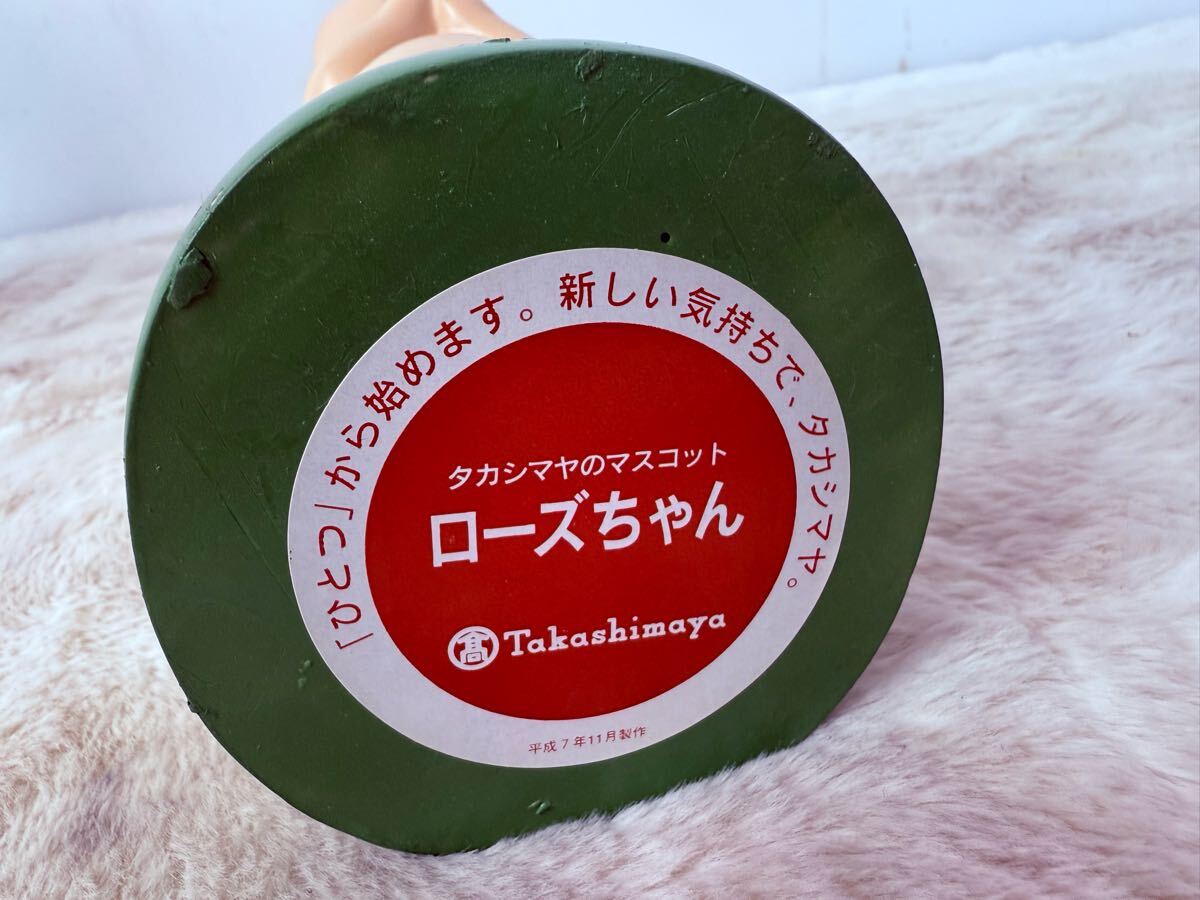 「ひとつ」から始めます。新しい気持ちで、タカシマヤ。
タカシマヤのマスコット
ローズちゃん
髙 Takashimaya
平成7年11月製作